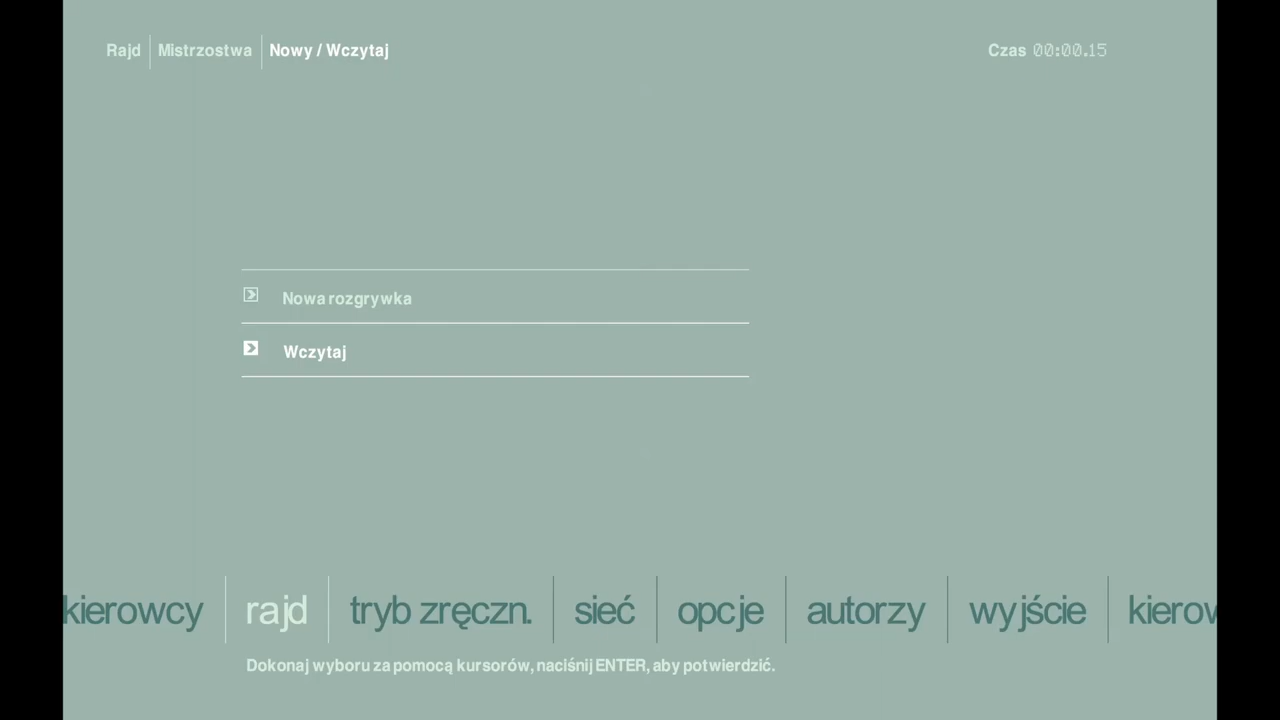 Rajd Mistrzostwa Nowy / Wczytaj Czas 00:00.15
Nowa rozgrywka
Wczytaj
kierowcy rajd tryb zręczn. sieć opcje autorzy wyjście kierow
Dokonaj wyboru za pomocą kursorów, naciśnij ENTER, aby potwierdzić.